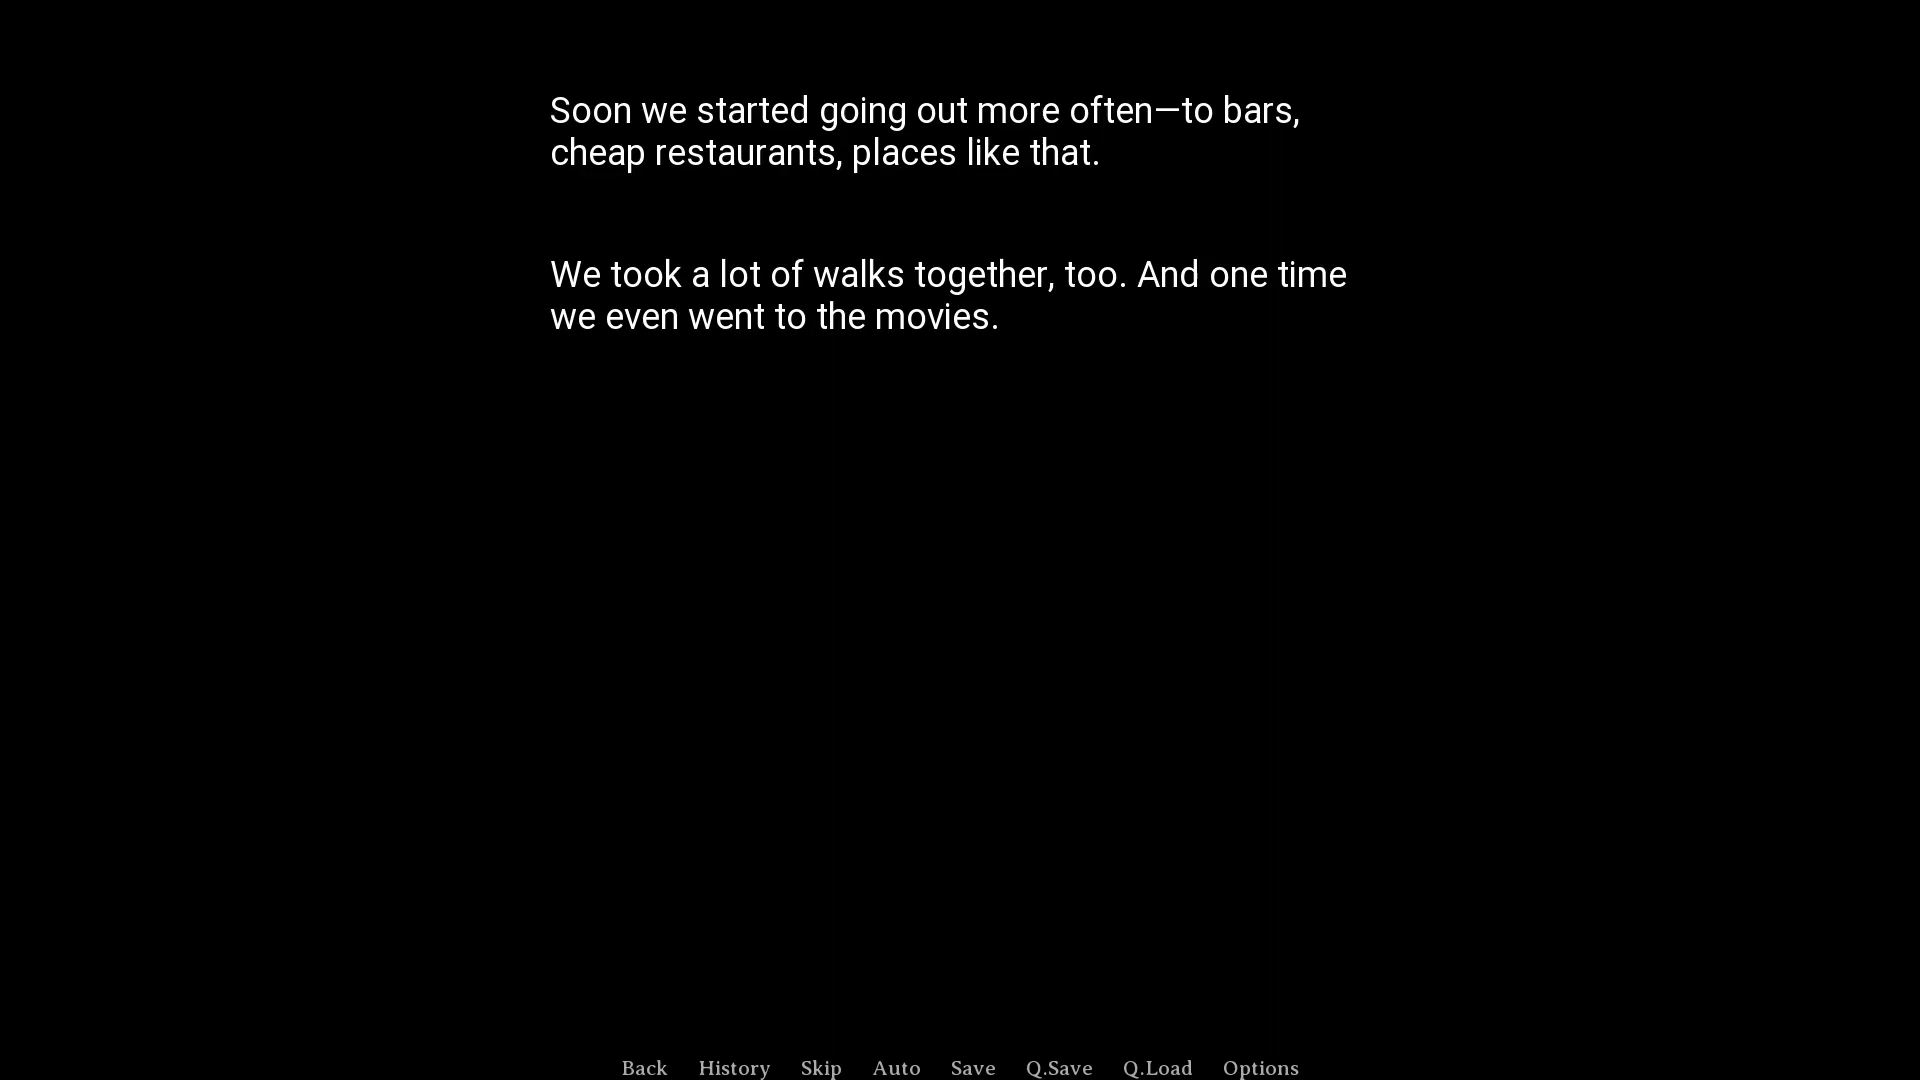 Soon we started going out more often—to bars,
cheap restaurants, places like that.
We took a lot of walks together, too. And one time
we even went to the movies.
Back History Skip Auto Save Q.Save Q.Load Options